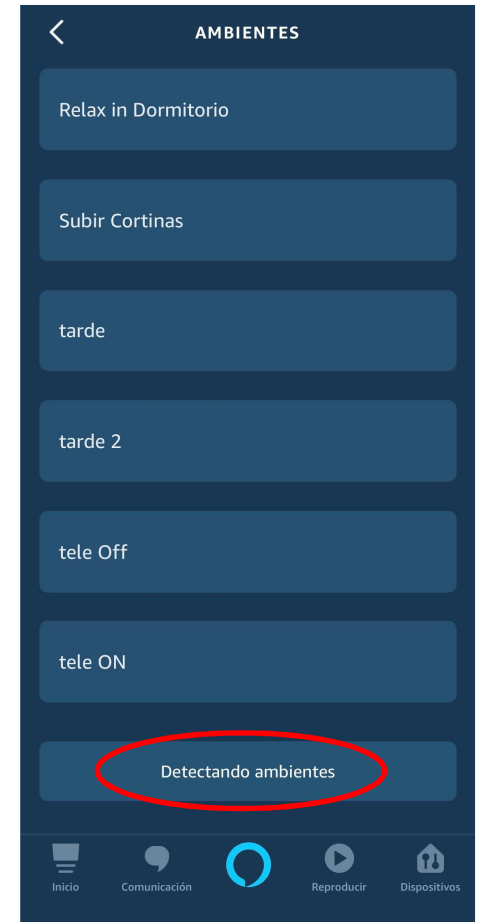 AMBIENTES
Relax in Dormitorio
Subir Cortinas
tarde
tarde 2
tele Off
tele ON
Detectando ambientes
Inicio
Comunicación
Reproducir
Dispositivos